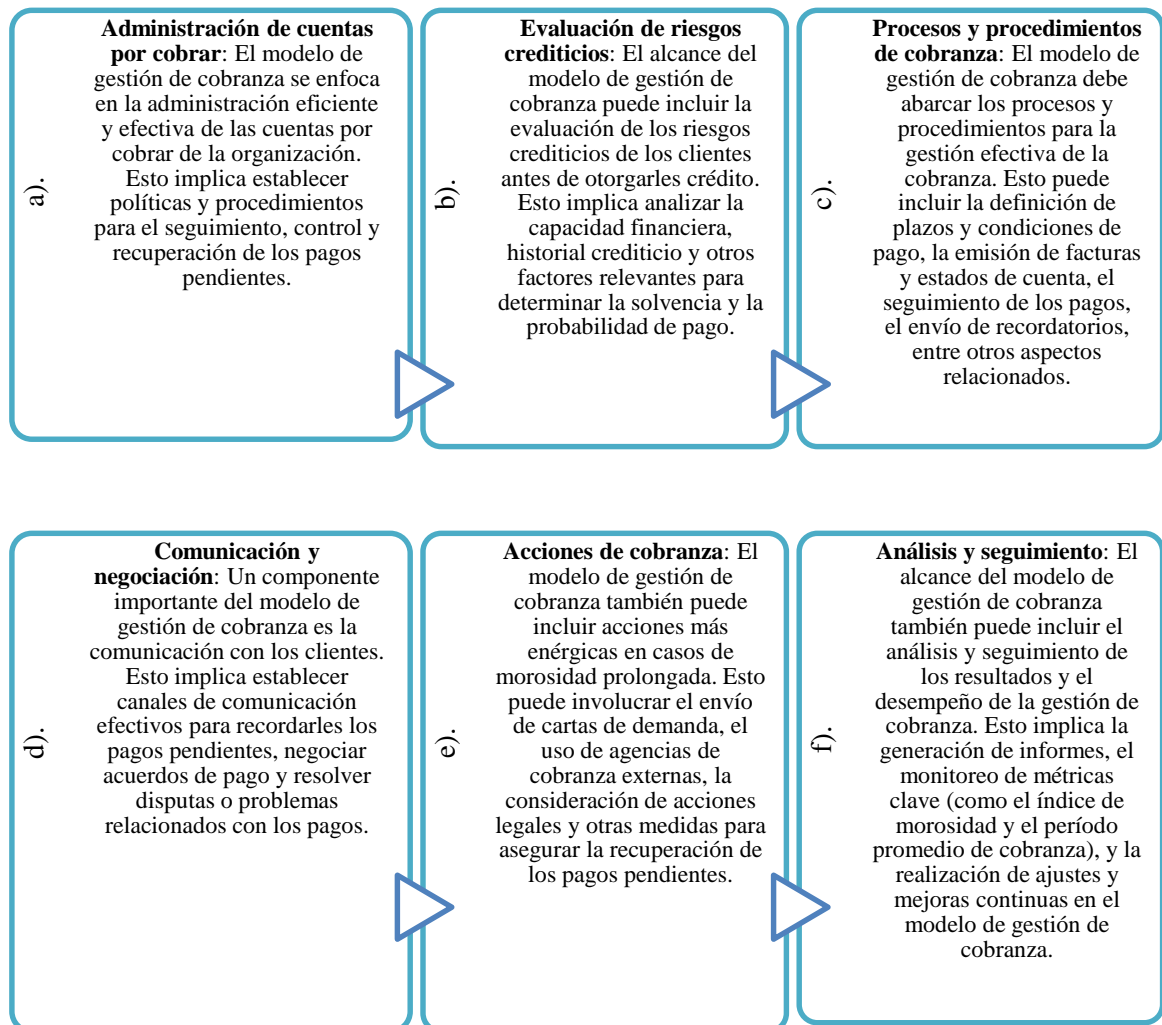 a).
Administración de cuentas
por cobrar: El modelo de
gestión de cobranza se enfoca
en la administración eficiente
y efectiva de las cuentas por
cobrar de la organización.
Esto implica establecer
políticas y procedimientos
para el seguimiento, control y
recuperación de los pagos
pendientes.
b).
Evaluación de riesgos
crediticios: El alcance del
modelo de gestión de
cobranza puede incluir la
evaluación de los riesgos
crediticios de los clientes
antes de otorgarles crédito.
Esto implica analizar la
capacidad financiera,
historial crediticio y otros
factores relevantes para
determinar la solvencia y la
probabilidad de pago.
c).
Procesos y procedimientos
de cobranza: El modelo de
gestión de cobranza debe
abarcar los procesos y
procedimientos para la
gestión efectiva de la
cobranza. Esto puede
incluir la definición de
plazos y condiciones de
pago, la emisión de facturas
y estados de cuenta, el
seguimiento de los pagos,
el envío de recordatorios,
entre otros aspectos
relacionados.
d).
Comunicación y
negociación: Un componente
importante del modelo de
gestión de cobranza es la
comunicación con los clientes.
Esto implica establecer
canales de comunicación
efectivos para recordarles los
pagos pendientes, negociar
acuerdos de pago y resolver
disputas o problemas
relacionados con los pagos.
e).
Acciones de cobranza: El
modelo de gestión de
cobranza también puede
incluir acciones más
enérgicas en casos de
morosidad prolongada. Esto
puede involucrar el envío
de cartas de demanda, el
uso de agencias de
cobranza externas, la
consideración de acciones
legales y otras medidas para
asegurar la recuperación de
los pagos pendientes.
f).
Análisis y seguimiento: El
alcance del modelo de
gestión de cobranza
también puede incluir el
análisis y seguimiento de
los resultados y el
desempeño de la gestión de
cobranza. Esto implica la
generación de informes, el
monitoreo de métricas
clave (como el índice de
morosidad y el período
promedio de cobranza), y la
realización de ajustes y
mejoras continuas en el
modelo de gestión de
cobranza.